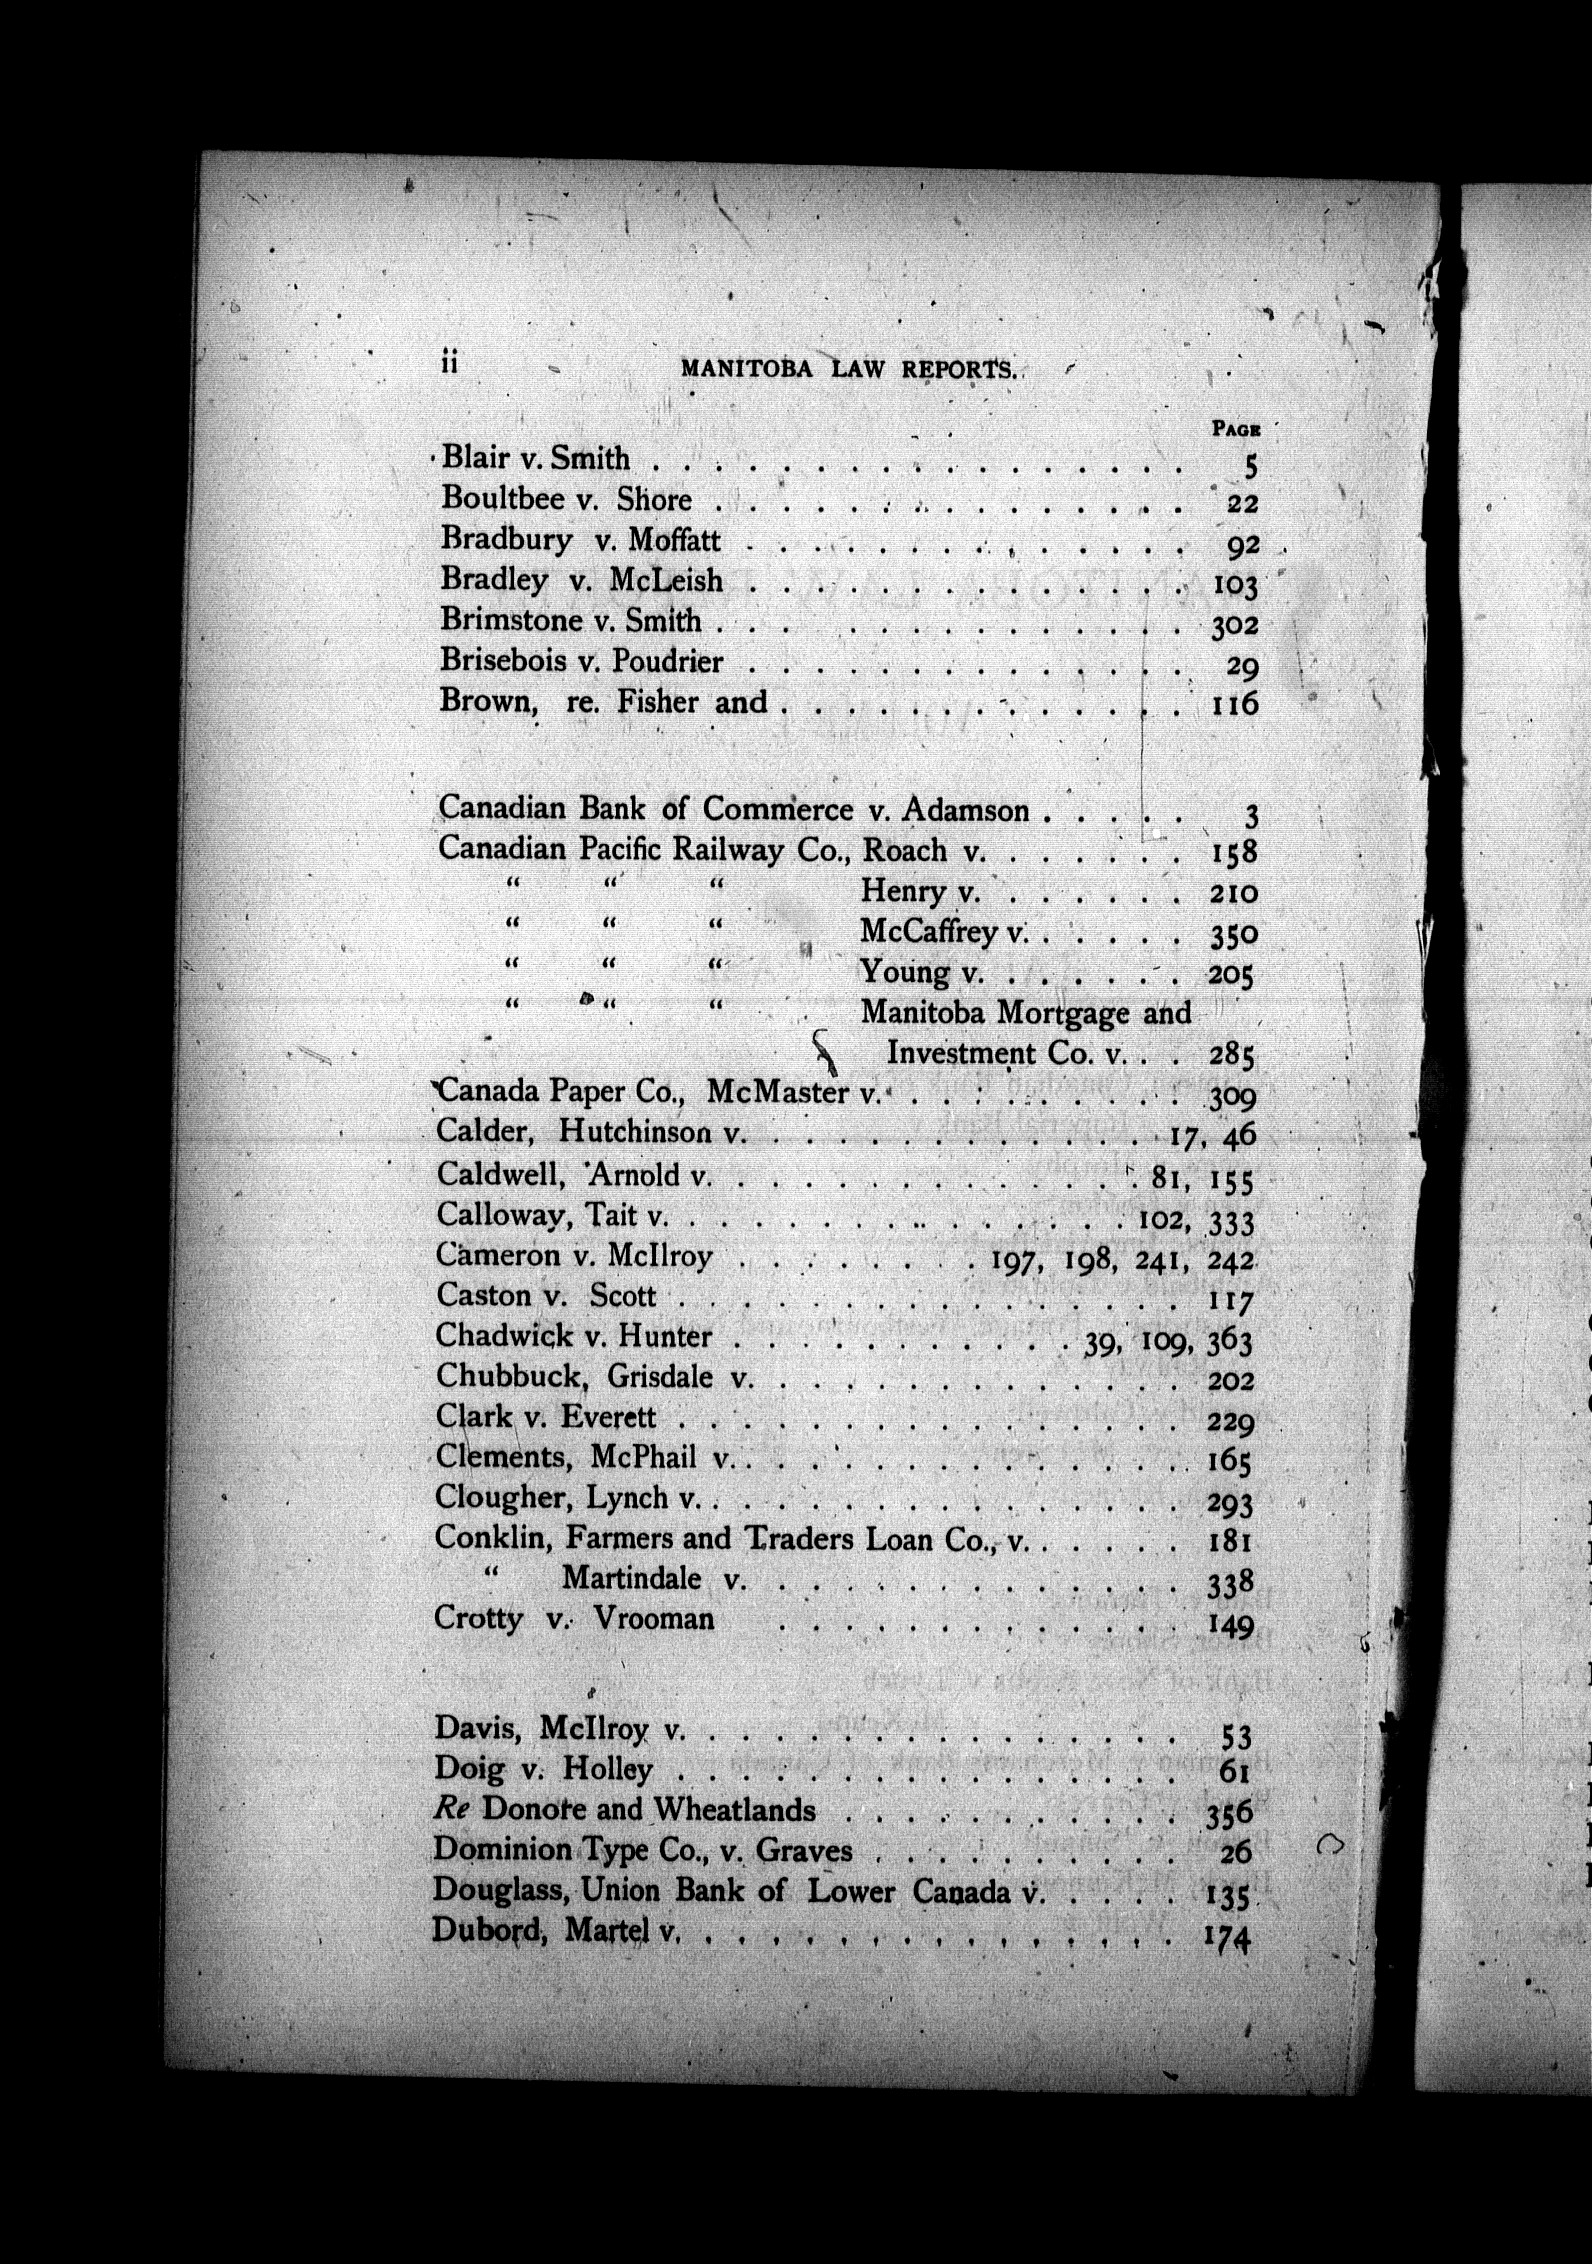 ii MANITOBA LAW REPORTS.
PAGE
Blair v. Smith . . . . . . . . . . . . . . . . . 5
Boultbee v. Shore . . . . . . . . . . . . . . . 22
Bradbury v. Moffatt . . . . . . . . . . . . . . 92
Bradley v. McLeish . . . . . . . . . . . . . . 103
Brimstone v. Smith . . . . . . . . . . . . . . 302
Brisebois v. Poudrier . . . . . . . . . . . . . . 29
Brown, re. Fisher and . . . . . . . . . . . . . 116
Canadian Bank of Commerce v. Adamson . . . . . 3
Canadian Pacific Railway Co., Roach v. . . . . . . 158
“ “ “ Henry v. . . . . . . 210
“ “ “ McCaffrey v. . . . . . 350
“ “ “ Young v. . . . . . . 205
“ “ “ Manitoba Mortgage and
Investment Co. v. . . 285
Canada Paper Co., McMaster v. . . . . . . . . . 309
Calder, Hutchinson v. . . . . . . . . . . . . 17, 46
Caldwell, Arnold v. . . . . . . . . . . . . . 81, 155
Calloway, Tait v. . . . . . . . . . . . . . . 102, 333
Cameron v. McIlroy . . . . . . . . 197, 198, 241, 242
Caston v. Scott . . . . . . . . . . . . . . . . 117
Chadwick v. Hunter . . . . . . . . . . . 39, 109, 363
Chubbuck, Grisdale v. . . . . . . . . . . . . . 202
Clark v. Everett . . . . . . . . . . . . . . . . 229
Clements, McPhail v. . . . . . . . . . . . . . . 165
Clougher, Lynch v. . . . . . . . . . . . . . . . 293
Conklin, Farmers and Traders Loan Co., v. . . . . . 181
“ Martindale v. . . . . . . . . . . . . . 338
Crotty v. Vrooman . . . . . . . . . . . . . 149
Davis, McIlroy v. . . . . . . . . . . . . . . . 53
Doig v. Holley . . . . . . . . . . . . . . . . 61
Re Donore and Wheatlands . . . . . . . . . . . 356
Dominion Type Co., v. Graves . . . . . . . . . . 26
Douglass, Union Bank of Lower Canada v. . . . . 135
Dubord, Martel v. . . . . . . . . . . . . . . . 174